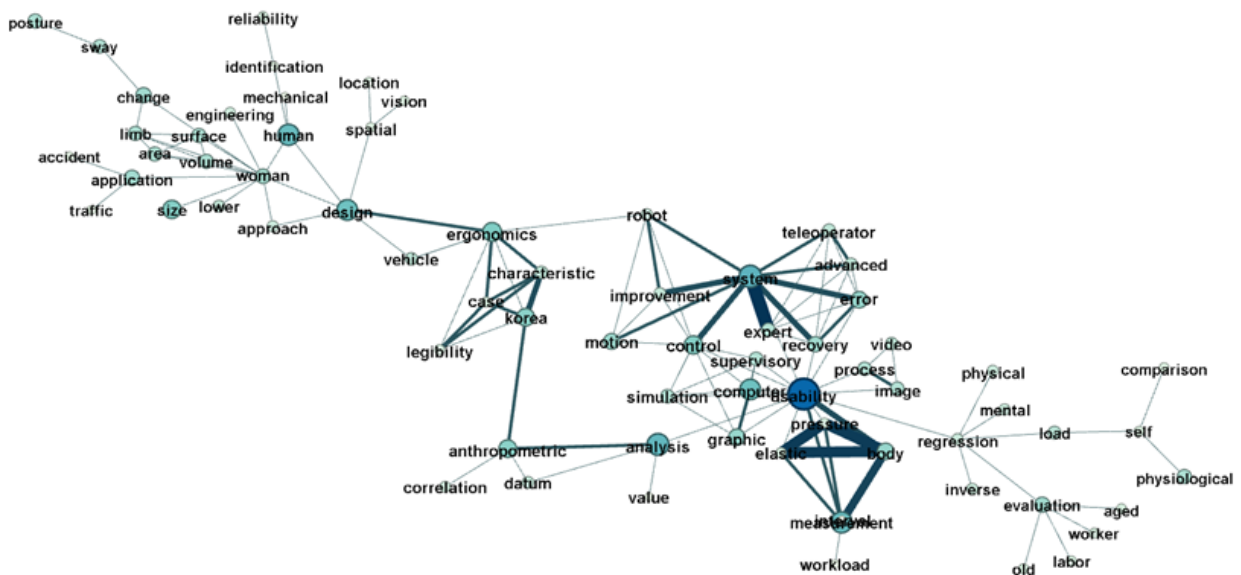 reliability
posture
sway
identification
location
vision
mechanical
change
engineering
spatial
limb
surface
human
area
volume
accident
application
woman
traffic
size
lower
design
approach
robot
ergonomics
teleoperator
vehicle
characteristic
advanced
system
case
improvement
error
korea
expert
legibility
motion
control
recovery
video
supervisory
process
physical
comparison
simulation
computer
usability
image
mental
pressure
self
load
graphic
regression
anthropometric
analysis
elastic
body
physiological
correlation
datum
value
inverse
evaluation
aged
interval
measurement
worker
workload
old
labor